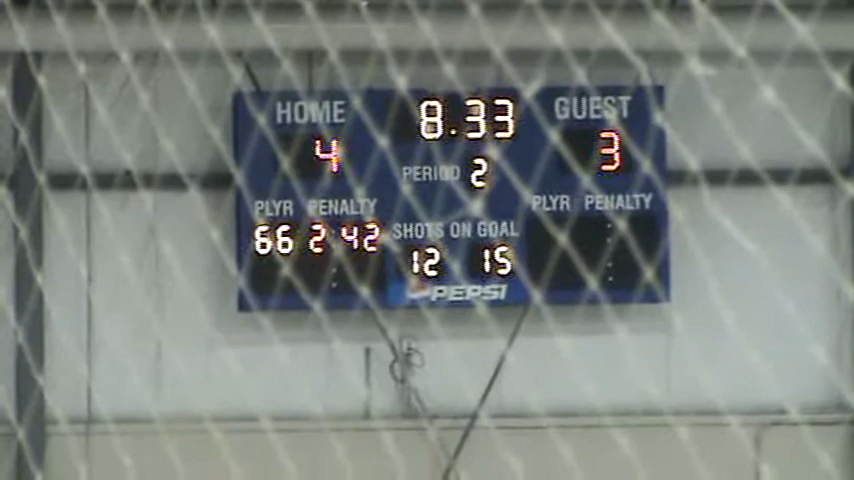 HOME 8.33 GUEST
4 3
PERIOD 2
PLYR PENALTY PLYR PENALTY
66 2:42 SHOTS ON GOAL
12 15
PEPSI